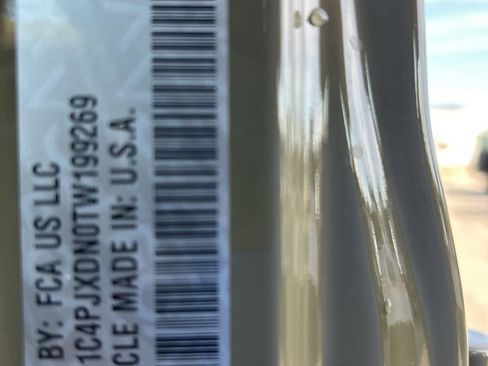 BY: FCA US LLC
1C4PJXDN0TW199269
CLE MADE IN: U.S.A.